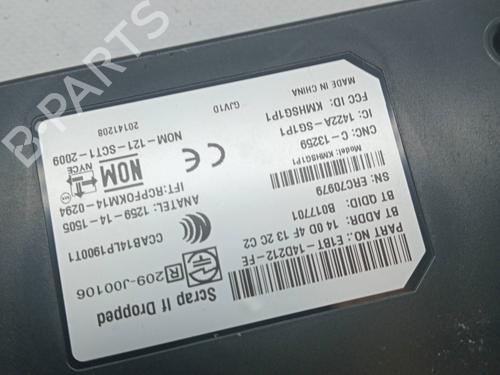 B-PARTS
PART NO.: E1BT-14D212-FE
BT ADDR: 14 0D 4F 13 2C C2
BT QDID: B017701
SN: ERC70979
Model: KMHSG1P1
CNC: C-13259
IC: 1422A-SG1P1
FCC ID: KMHSG1P1
MADE IN CHINA
GJV10
Scrap If Dropped
R 209-J00106
CCAB14LP1900T1
ANATEL: 1259-14-1505
IFT:RCPFOKM14-0294
NOM NYCE
CE
NOM-121-SCT1-2009
20141208